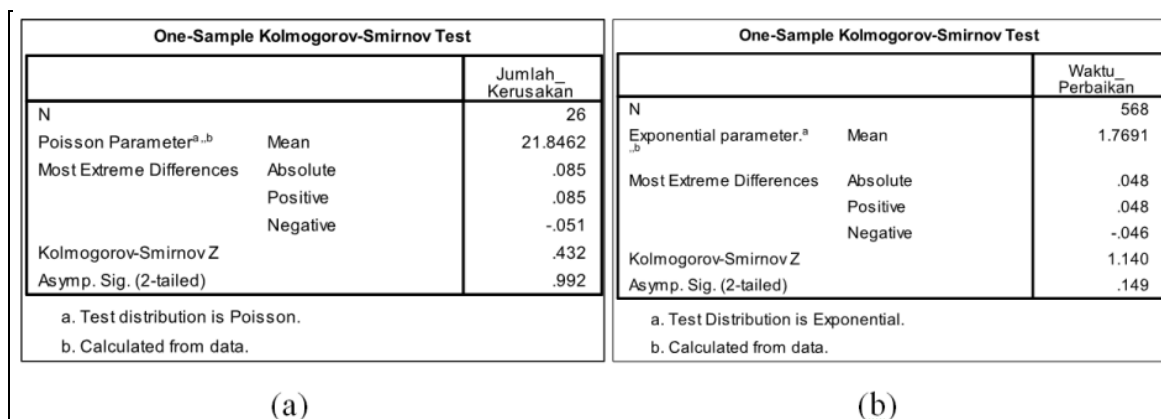 One-Sample Kolmogorov-Smirnov Test
Jumlah_
Kerusakan
N 26
Poisson Parameterᵃ,,ᵇ Mean 21.8462
Most Extreme Differences Absolute .085
Positive .085
Negative -.051
Kolmogorov-Smirnov Z .432
Asymp. Sig. (2-tailed) .992
a. Test distribution is Poisson.
b. Calculated from data.
(a)
One-Sample Kolmogorov-Smirnov Test
Waktu_
Perbaikan
N 568
Exponential parameter.ᵃ Mean 1.7691
,,ᵇ
Most Extreme Differences Absolute .048
Positive .048
Negative -.046
Kolmogorov-Smirnov Z 1.140
Asymp. Sig. (2-tailed) .149
a. Test Distribution is Exponential.
b. Calculated from data.
(b)